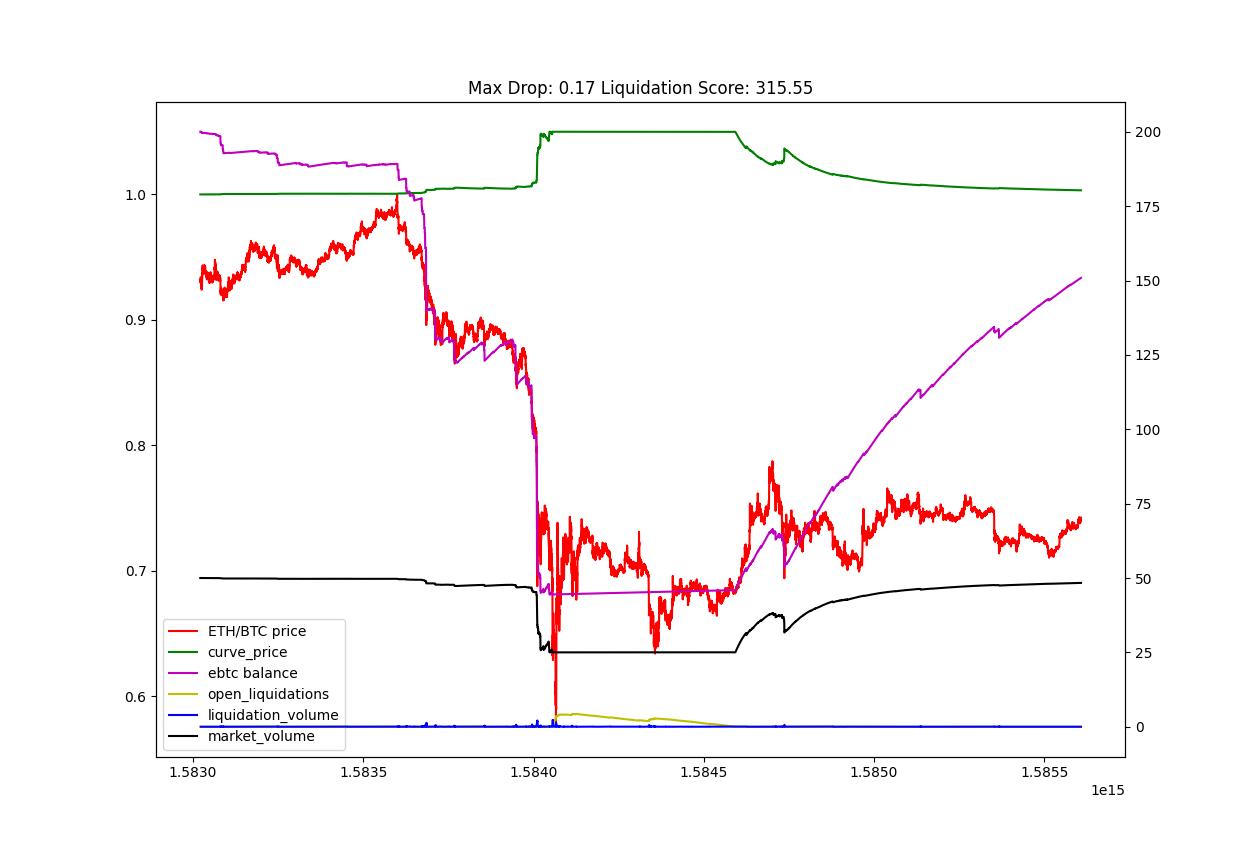 Max Drop: 0.17 Liquidation Score: 315.55
200
1.0
175
0.9
150
125
0.8
100
75
0.7
50
ETH/BTC price
curve_price
25
ebtc balance
open_liquidations
0.6
liquidation_volume
0
market_volume
1.5830 1.5835 1.5840 1.5845 1.5850 1.5855
1e15